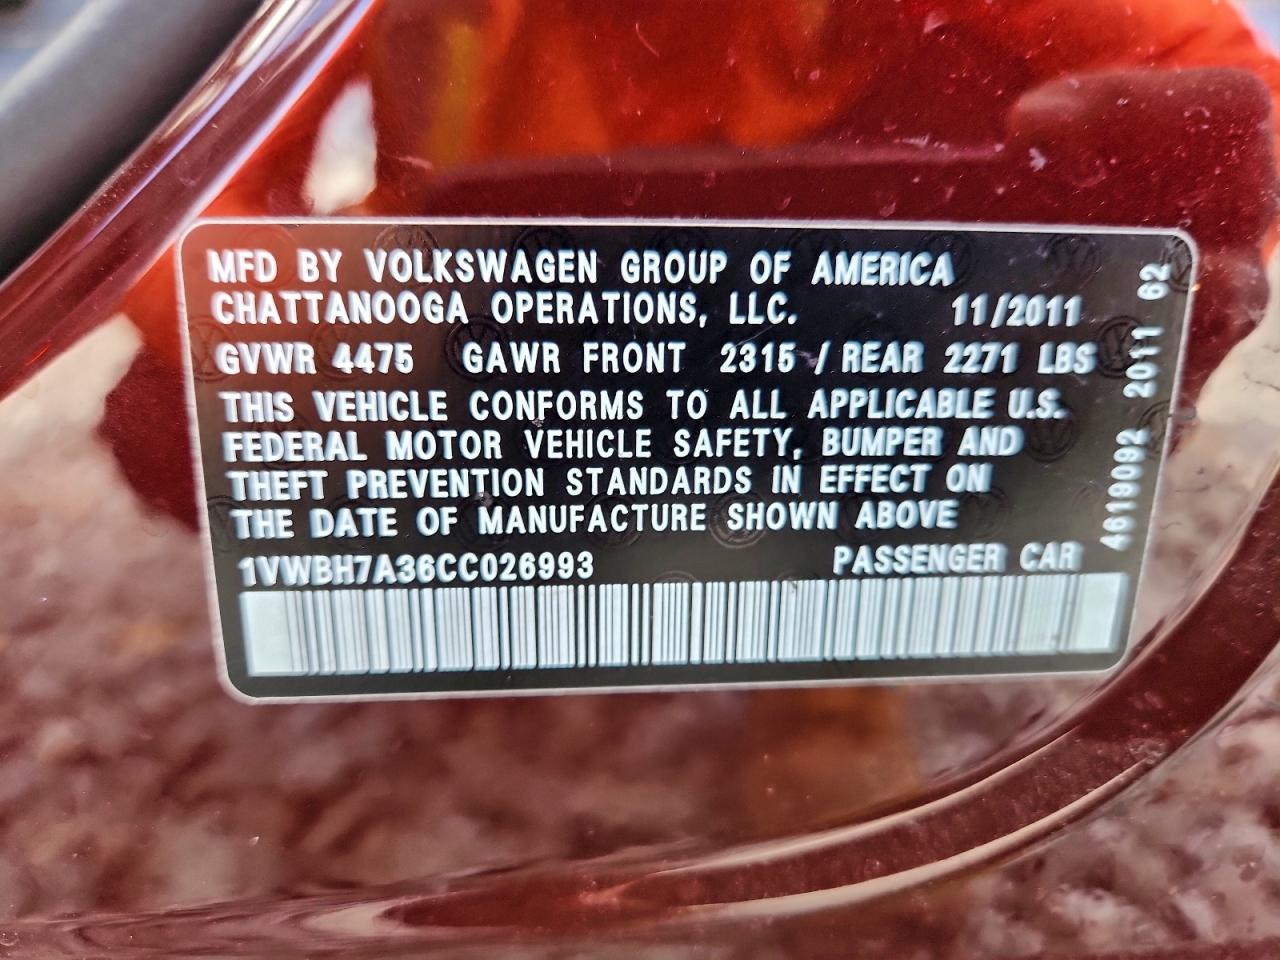 MFD BY VOLKSWAGEN GROUP OF AMERICA
CHATTANOOGA OPERATIONS, LLC. 11/2011
GVWR 4475 GAWR FRONT 2315 / REAR 2271 LBS
THIS VEHICLE CONFORMS TO ALL APPLICABLE U.S.
FEDERAL MOTOR VEHICLE SAFETY, BUMPER AND
THEFT PREVENTION STANDARDS IN EFFECT ON
THE DATE OF MANUFACTURE SHOWN ABOVE
1VWBH7A36CC026993 PASSENGER CAR
4619092 2011 62